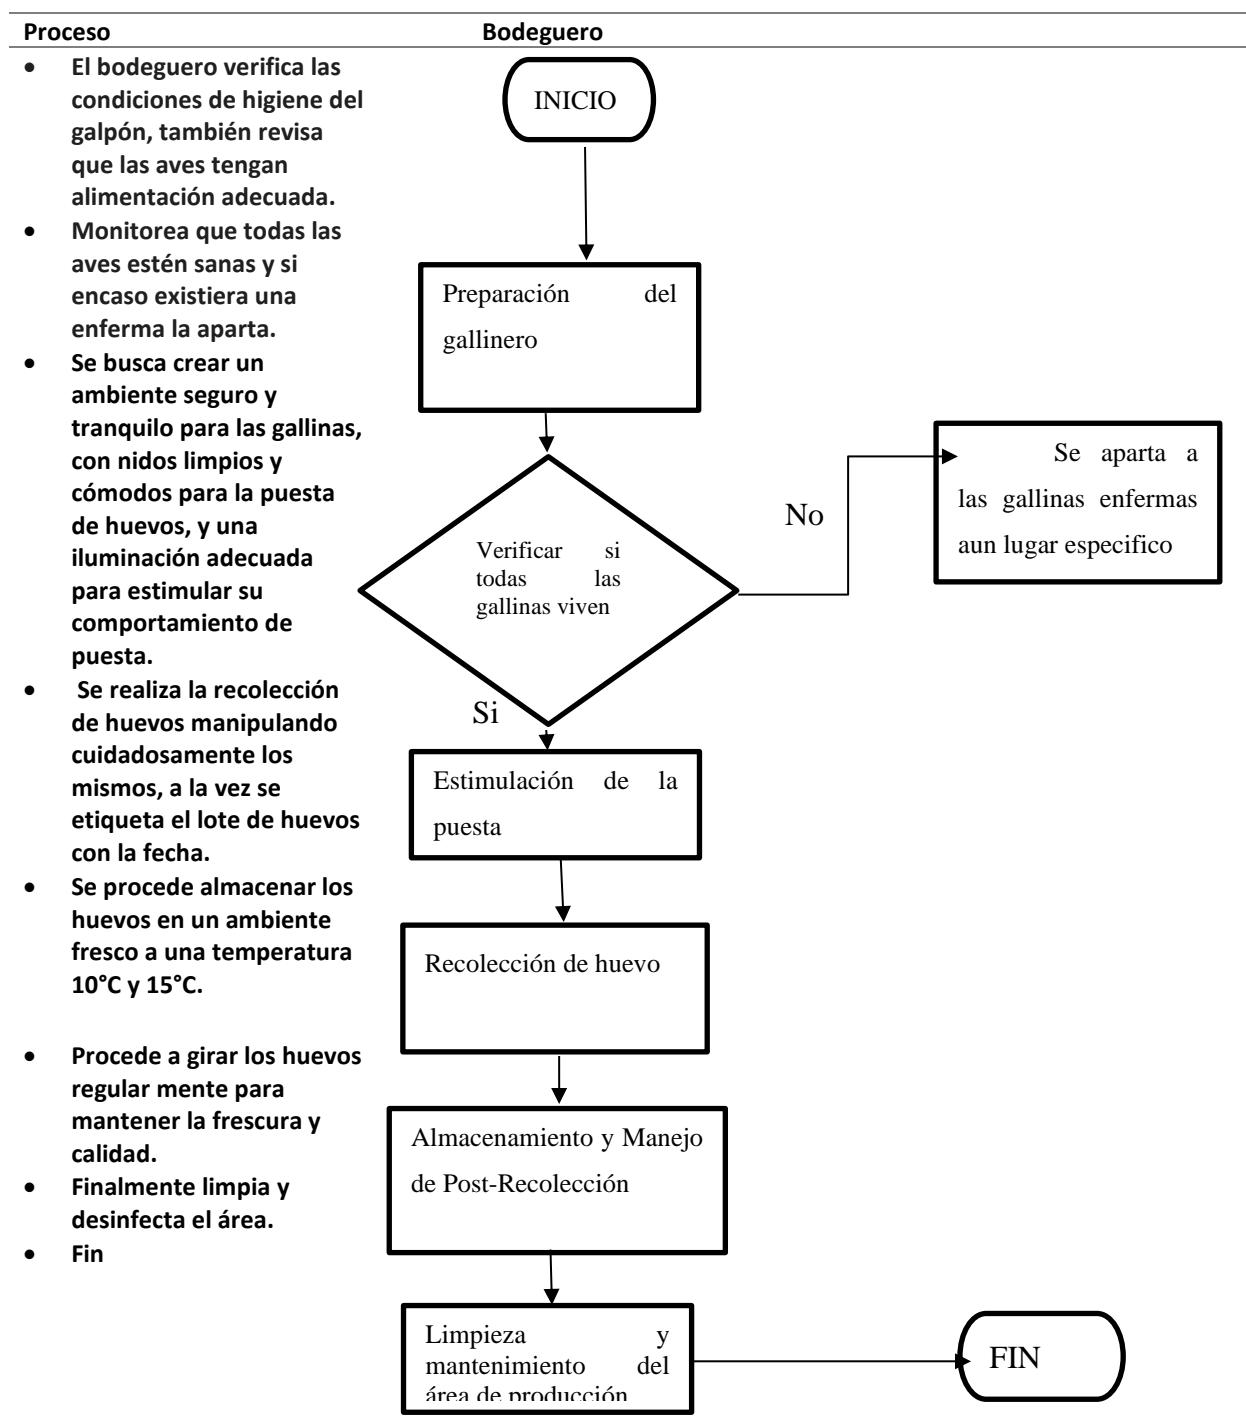 Proceso Bodeguero
• El bodeguero verifica las
condiciones de higiene del
galpón, también revisa
que las aves tengan
alimentación adecuada.
• Monitorea que todas las
aves estén sanas y si
encaso existiera una
enferma la aparta.
• Se busca crear un
ambiente seguro y
tranquilo para las gallinas,
con nidos limpios y
cómodos para la puesta
de huevos, y una
iluminación adecuada
para estimular su
comportamiento de
puesta.
• Se realiza la recolección
de huevos manipulando
cuidadosamente los
mismos, a la vez se
etiqueta el lote de huevos
con la fecha.
• Se procede almacenar los
huevos en un ambiente
fresco a una temperatura
10°C y 15°C.
• Procede a girar los huevos
regular mente para
mantener la frescura y
calidad.
• Finalmente limpia y
desinfecta el área.
• Fin
INICIO
Preparación del
gallinero
Verificar si
todas las
gallinas viven
No
Se aparta a
las gallinas enfermas
aun lugar especifico
Si
Estimulación de la
puesta
Recolección de huevo
Almacenamiento y Manejo
de Post-Recolección
Limpieza y
mantenimiento del
área de producción
FIN